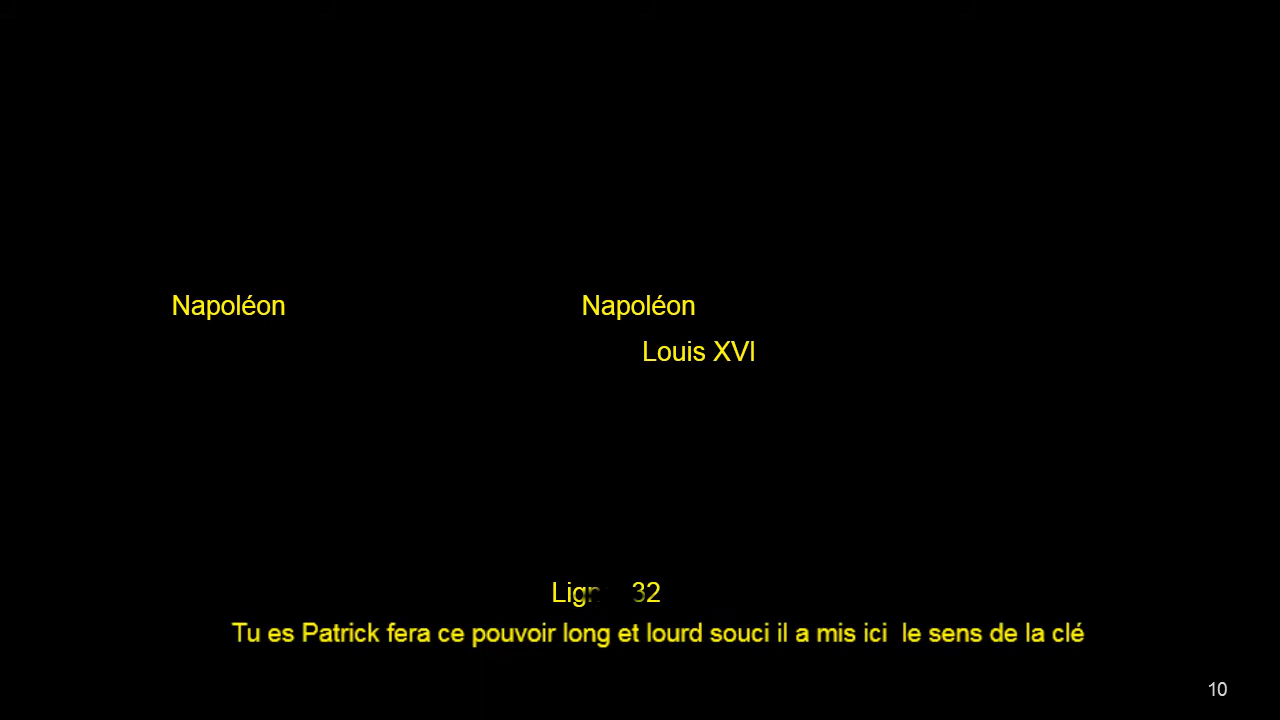 Napoléon Napoléon
Louis XVI
32
Tu es Patrick fera ce pouvoir long et lourd souci il a mis ici le sens de la clé
10